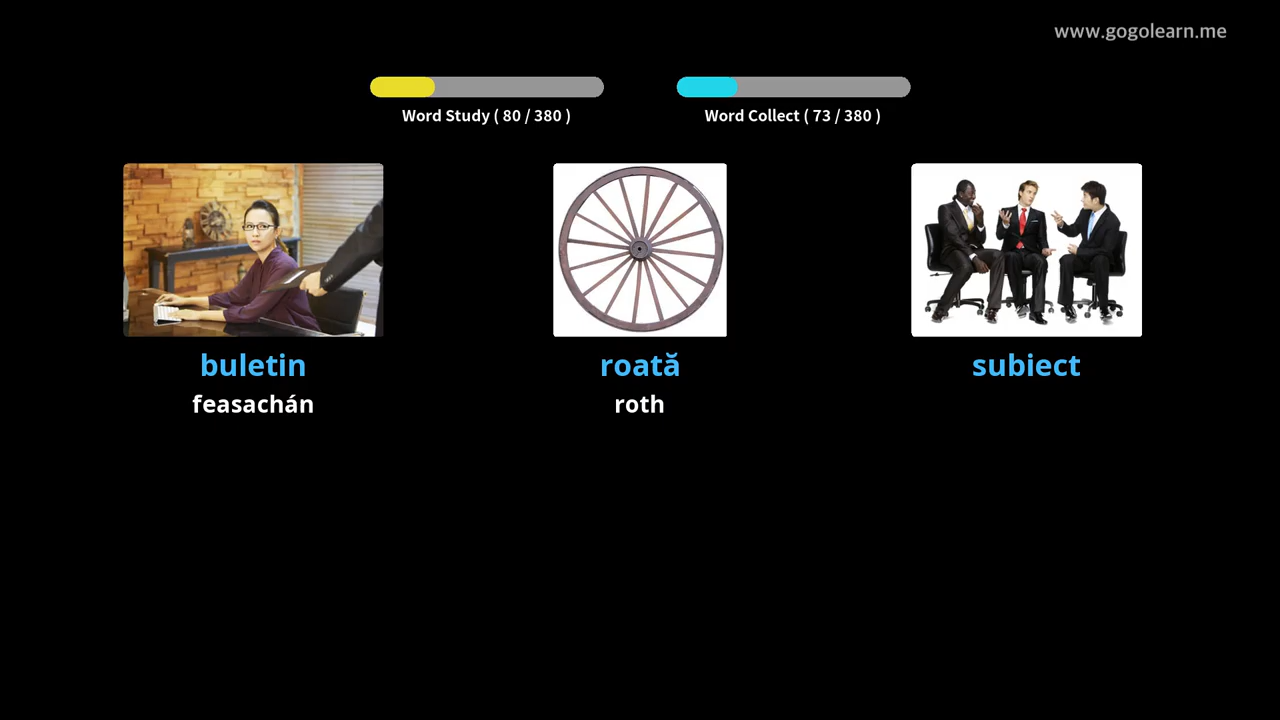 www.gogolearn.me
Word Study ( 80 / 380 )
Word Collect ( 73 / 380 )
buletin
roată
subiect
feasachán
roth